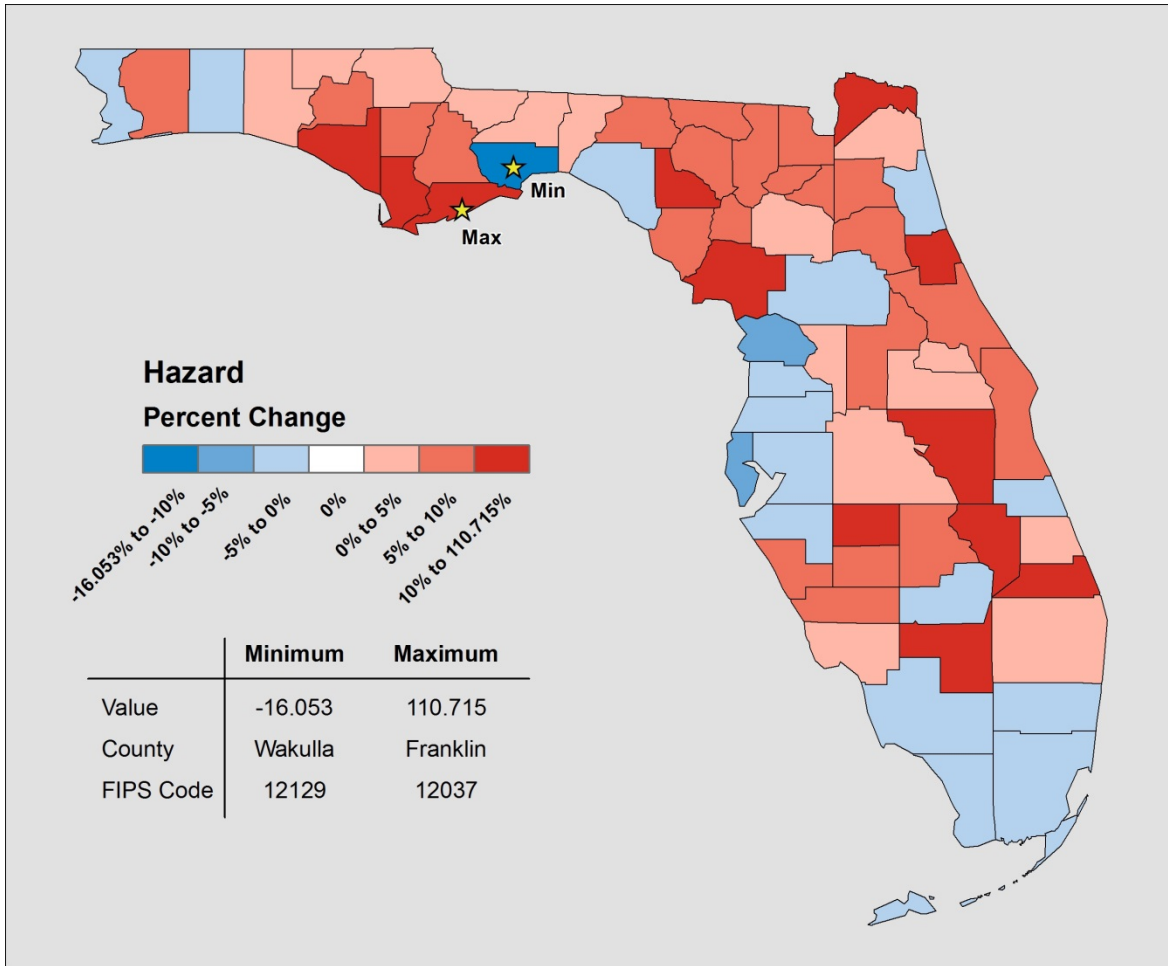 Min
Max
Hazard
Percent Change
-16.053% to -10%
-10% to -5%
-5% to 0%
0%
0% to 5%
5% to 10%
10% to 110.715%
Minimum Maximum
Value -16.053 110.715
County Wakulla Franklin
FIPS Code 12129 12037